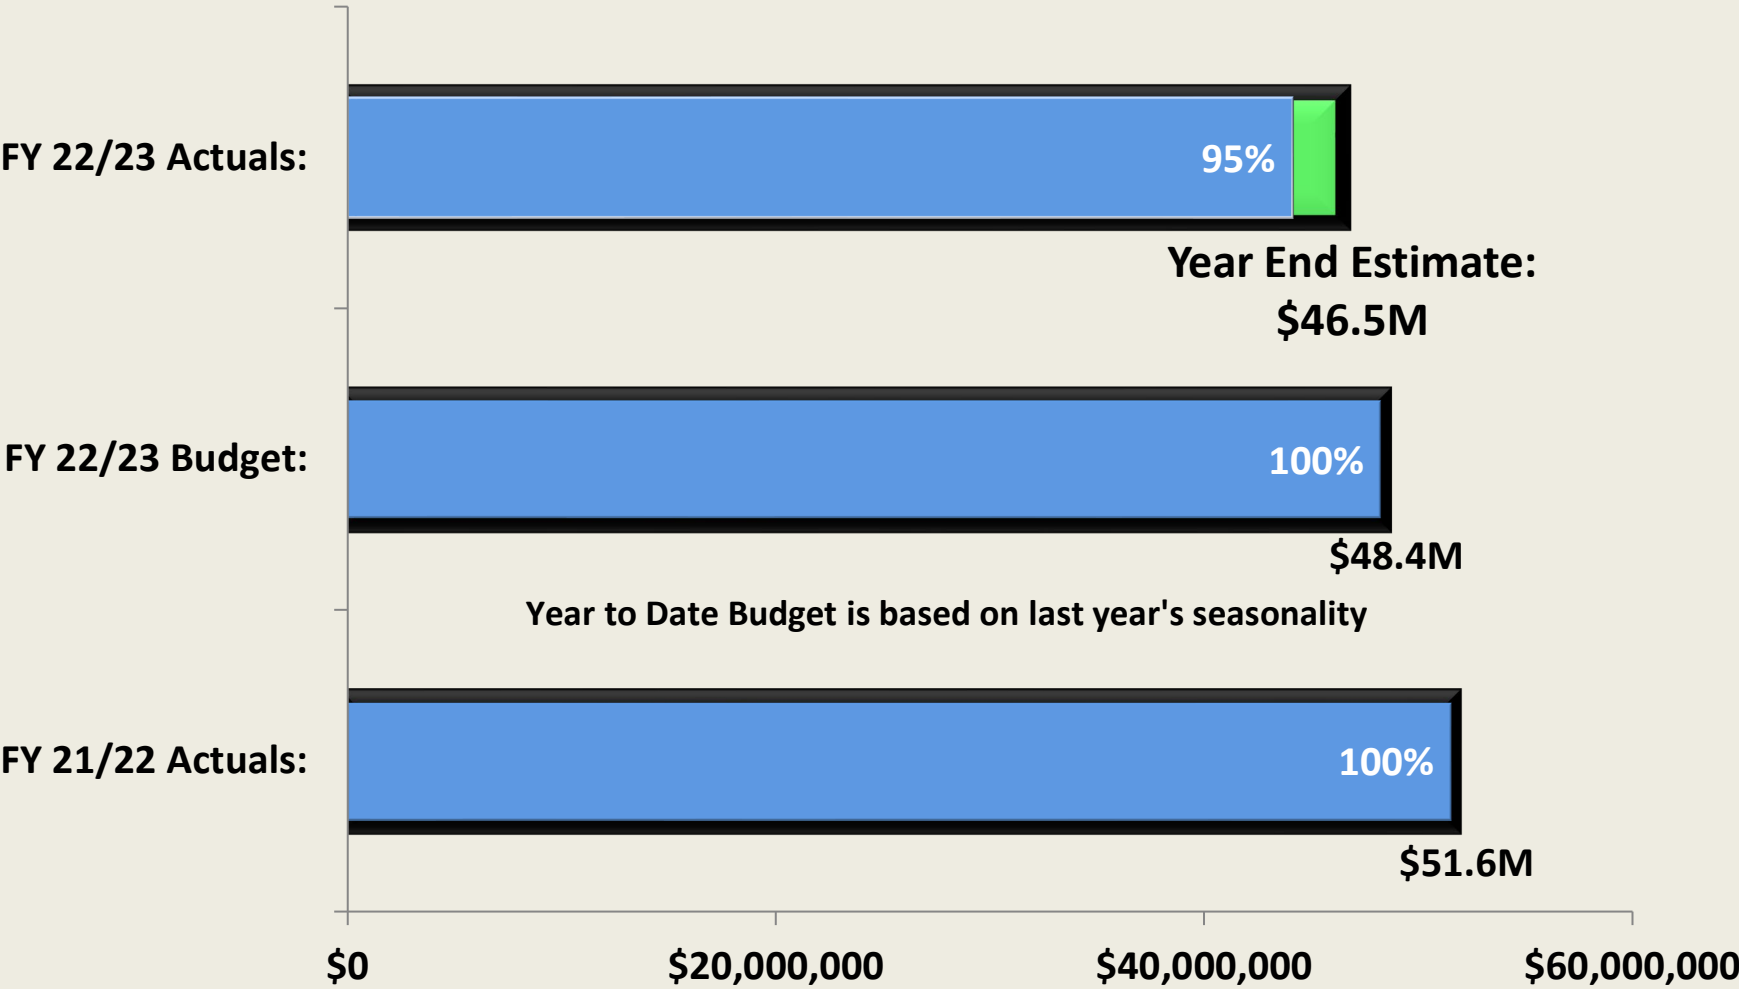 FY 22/23 Actuals:
95%
Year End Estimate:
$46.5M
FY 22/23 Budget:
100%
$48.4M
Year to Date Budget is based on last year's seasonality
FY 21/22 Actuals:
100%
$51.6M
$0
$20,000,000
$40,000,000
$60,000,000